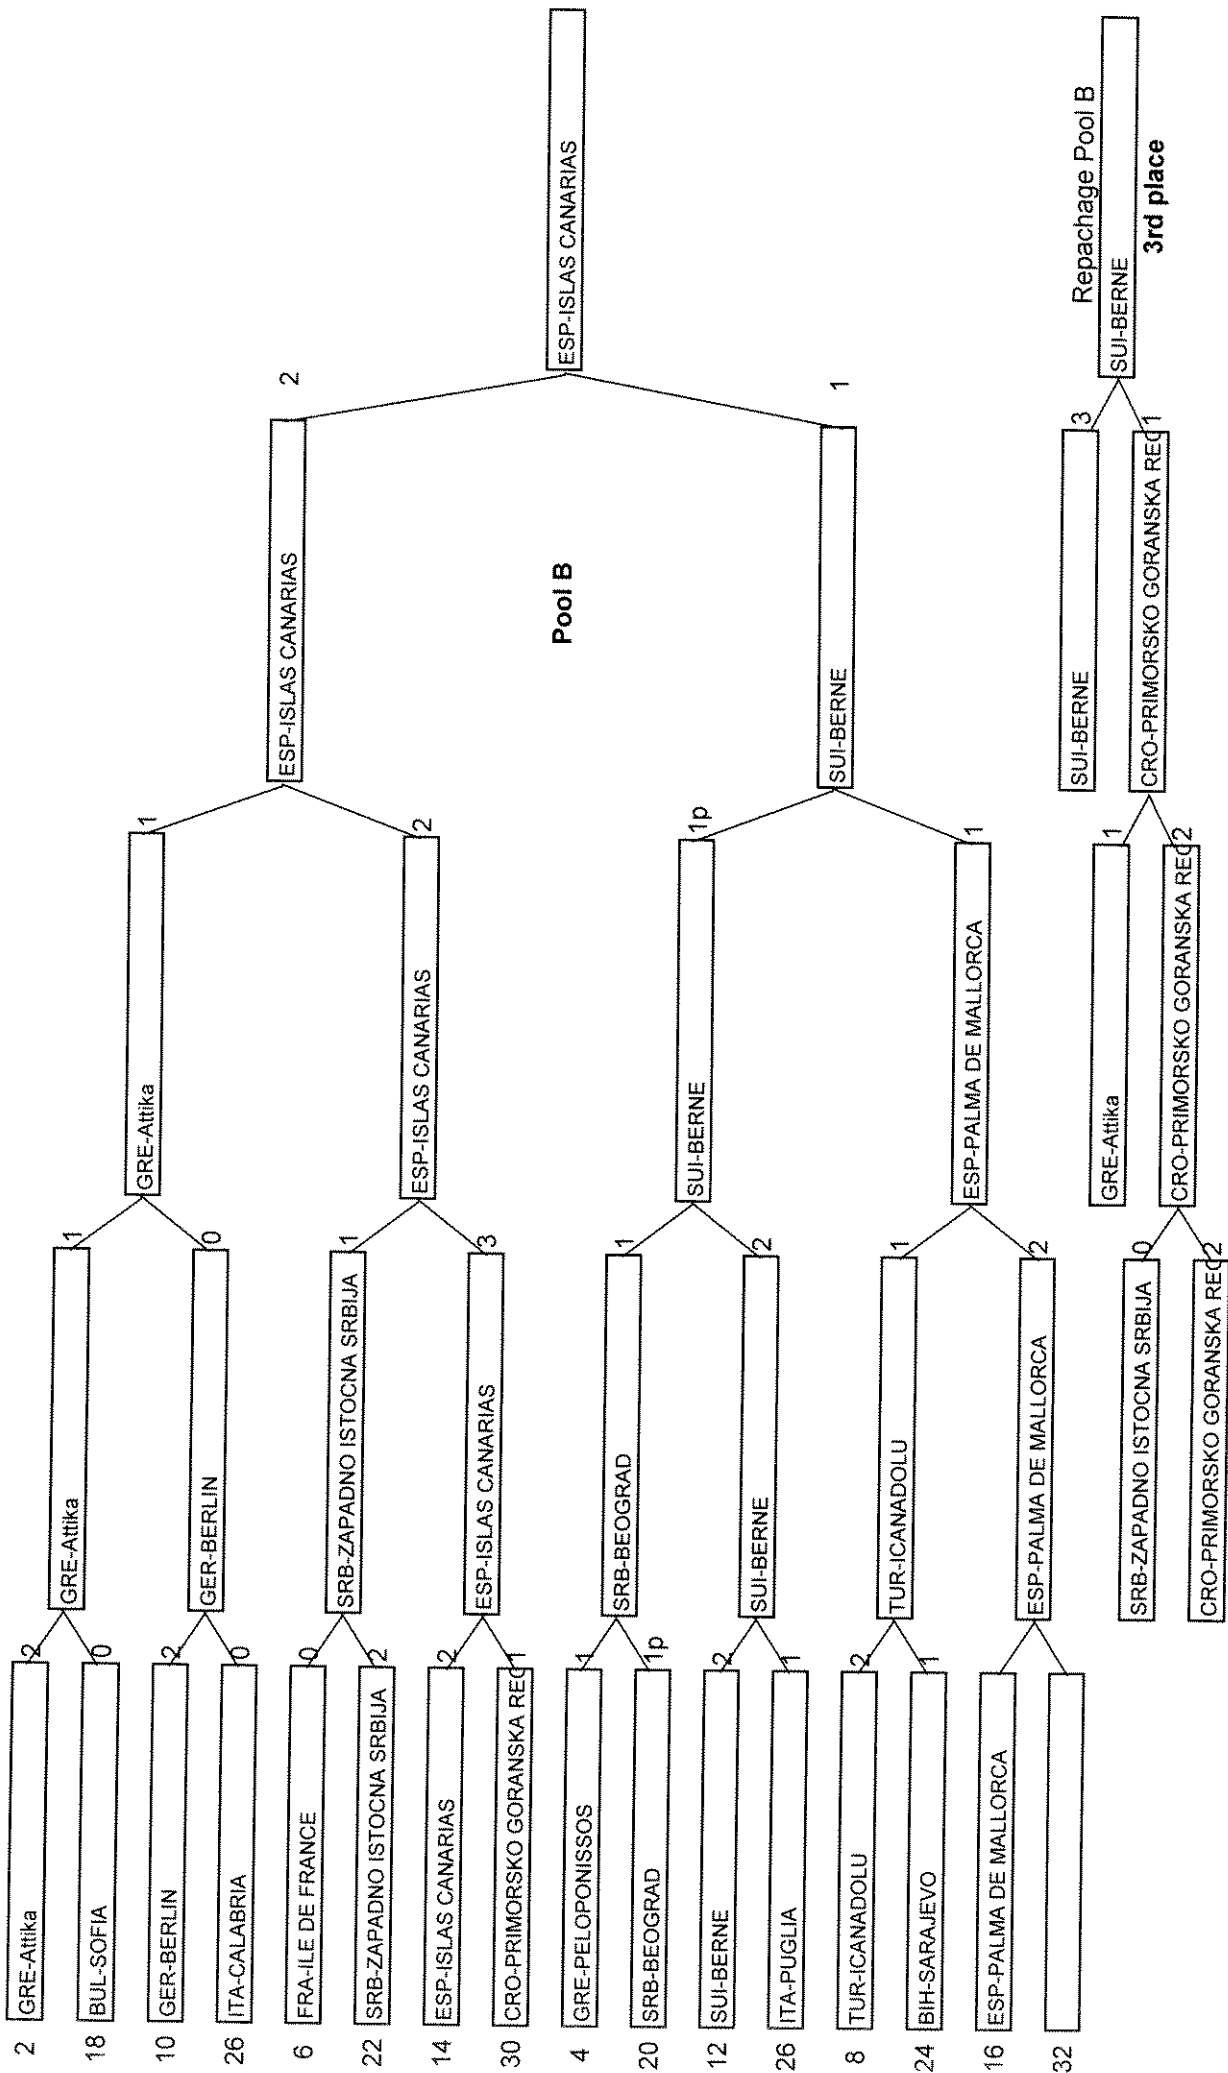 2 GRE-Attika 2
18 BUL-SOFIA 0
10 GER-BERLIN 2
26 ITA-CALABRIA 0
6 FRA-ILE DE FRANCE 0
22 SRB-ZAPADNO ISTOCNA SRBIJA 2
14 ESP-ISLAS CANARIAS 2
30 CRO-PRIMORSKO GORANSKA REG 1
4 GRE-PELOPONISSOS 1
20 SRB-BEOGRAD 1p
12 SUI-BERNE 2
26 ITA-PUGLIA 1
8 TUR-ICANADOLU 2
24 BIH-SARAJEVO 1
16 ESP-PALMA DE MALLORCA
32
GRE-Attika 1
GER-BERLIN 0
SRB-ZAPADNO ISTOCNA SRBIJA 1
ESP-ISLAS CANARIAS 3
SRB-BEOGRAD 1
SUI-BERNE 2
TUR-ICANADOLU 1
ESP-PALMA DE MALLORCA 2
GRE-Attika 1
ESP-ISLAS CANARIAS 2
SUI-BERNE 1p
ESP-PALMA DE MALLORCA 1
ESP-ISLAS CANARIAS 2
Pool B
SUI-BERNE 1
ESP-ISLAS CANARIAS
SRB-ZAPADNO ISTOCNA SRBIJA 0
CRO-PRIMORSKO GORANSKA REG 2
GRE-Attika 1
CRO-PRIMORSKO GORANSKA REG 2
SUI-BERNE 3
CRO-PRIMORSKO GORANSKA REG 1
Repachage Pool B
SUI-BERNE
3rd place